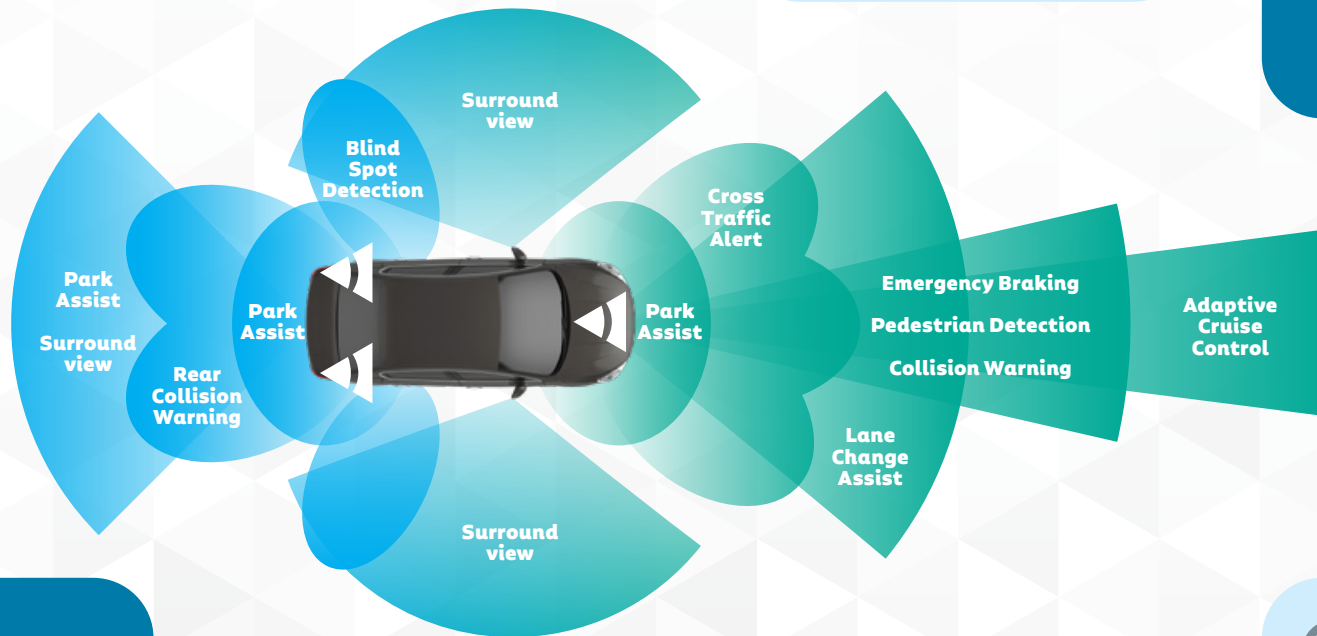 Surround
view
Blind
Spot
Detection
Cross
Traffic
Alert
Park
Assist
Surround
view
Park
Assist
Rear
Collision
Warning
Park
Assist
Emergency Braking
Pedestrian Detection
Collision Warning
Adaptive
Cruise
Control
Lane
Change
Assist
Surround
view